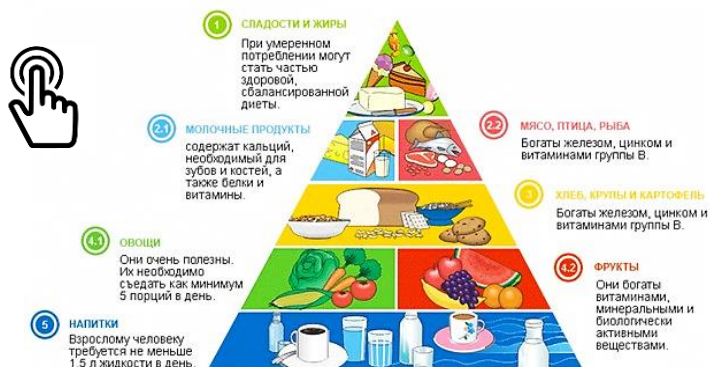 1 СЛАДОСТИ И ЖИРЫ
При умеренном
потреблении могут
стать частью
здоровой,
сбалансированной
диеты.
2.1 МОЛОЧНЫЕ ПРОДУКТЫ
содержат кальций,
необходимый для
зубов и костей, а
также белки и
витамины.
2.2 МЯСО, ПТИЦА, РЫБА
Богаты железом, цинком и
витаминами группы В.
3 ХЛЕБ, КРУПЫ И КАРТОФЕЛЬ
Богаты железом, цинком и
витаминами группы В.
4.1 ОВОЩИ
Они очень полезны.
Их необходимо
съедать как минимум
5 порций в день.
4.2 ФРУКТЫ
Они богаты
витаминами,
минеральными и
биологически
активными
веществами.
5 НАПИТКИ
Взрослому человеку
требуется не меньше
1,5 л жидкости в день.